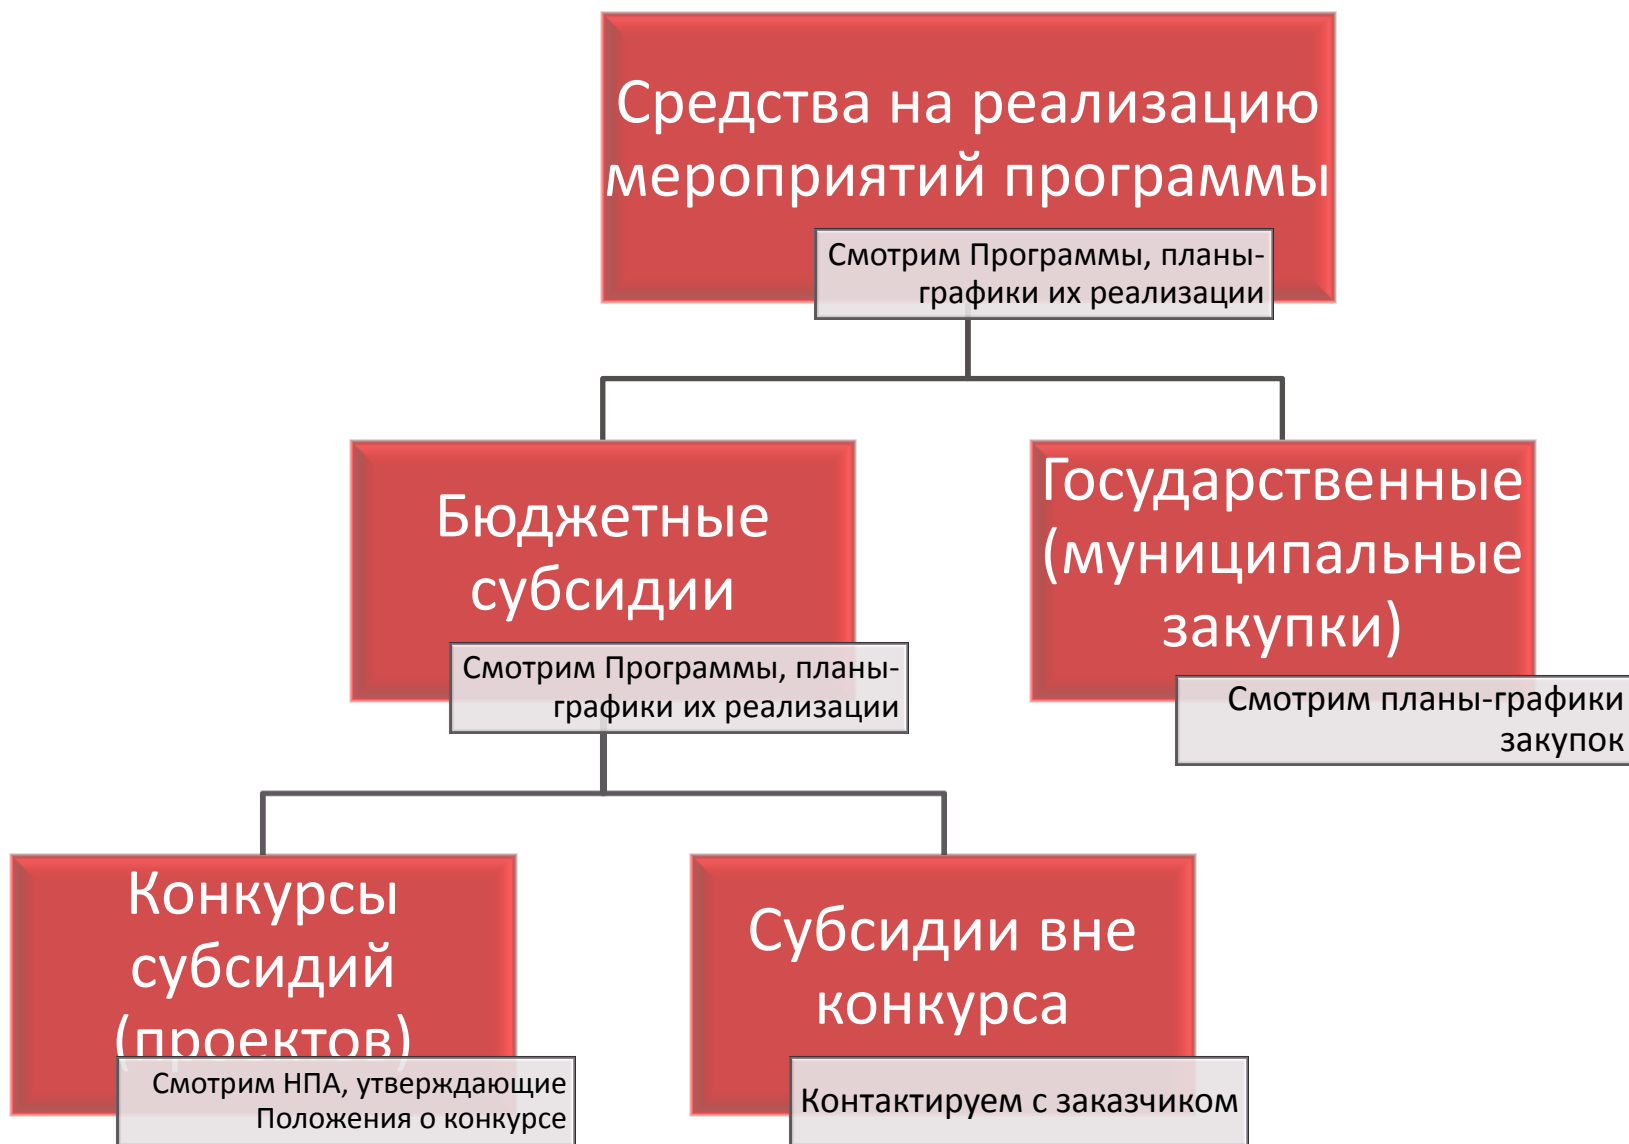 Средства на реализацию
мероприятий программы
Смотрим Программы, планы-
графики их реализации
Бюджетные
субсидии
Смотрим Программы, планы-
графики их реализации
Государственные
(муниципальные
закупки)
Смотрим планы-графики
закупок
Конкурсы
субсидий
(проектов)
Смотрим НПА, утверждающие
Положения о конкурсе
Субсидии вне
конкурса
Контактируем с заказчиком